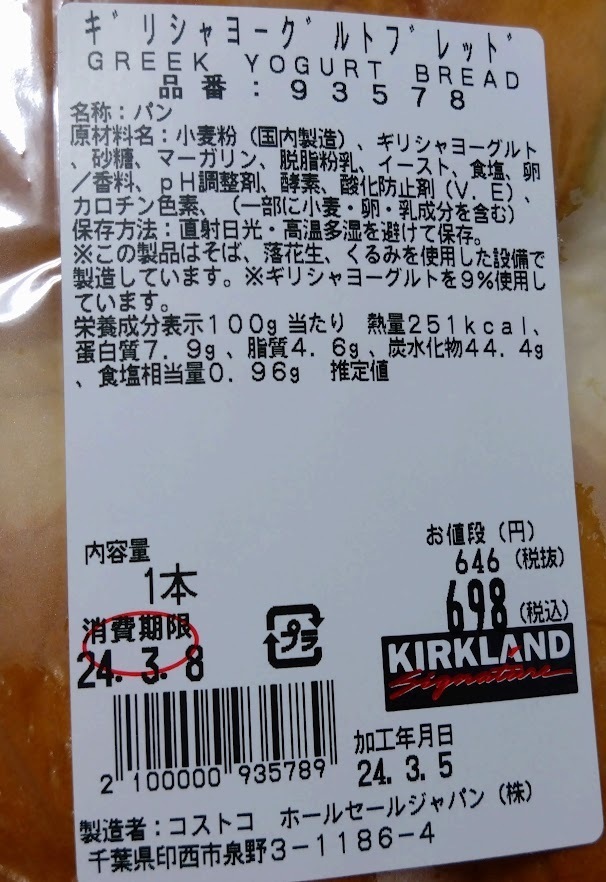 ギリシャヨーグルトブレッド
GREEK YOGURT BREAD
品番:93578
名称:パン
原材料名:小麦粉(国内製造)、ギリシャヨーグルト
、砂糖、マーガリン、脱脂粉乳、イースト、食塩、卵
/香料、pH調整剤、酵素、酸化防止剤(V.E)、
カロチン色素、(一部に小麦・卵・乳成分を含む)
保存方法:直射日光・高温多湿を避けて保存。
※この製品はそば、落花生、くるみを使用した設備で
製造しています。※ギリシャヨーグルトを9%使用し
ています。
栄養成分表示100g当たり 熱量251kcal、
蛋白質7.9g、脂質4.6g、炭水化物44.4g
、食塩相当量0.96g 推定値
お値段(円)
646(税抜)
698(税込)
内容量
1本
消費期限
24.3.8
プラ
KIRKLAND
Signature
2 100000 935789
加工年月日
24.3.5
製造者:コストコ ホールセールジャパン(株)
千葉県印西市泉野3-1186-4